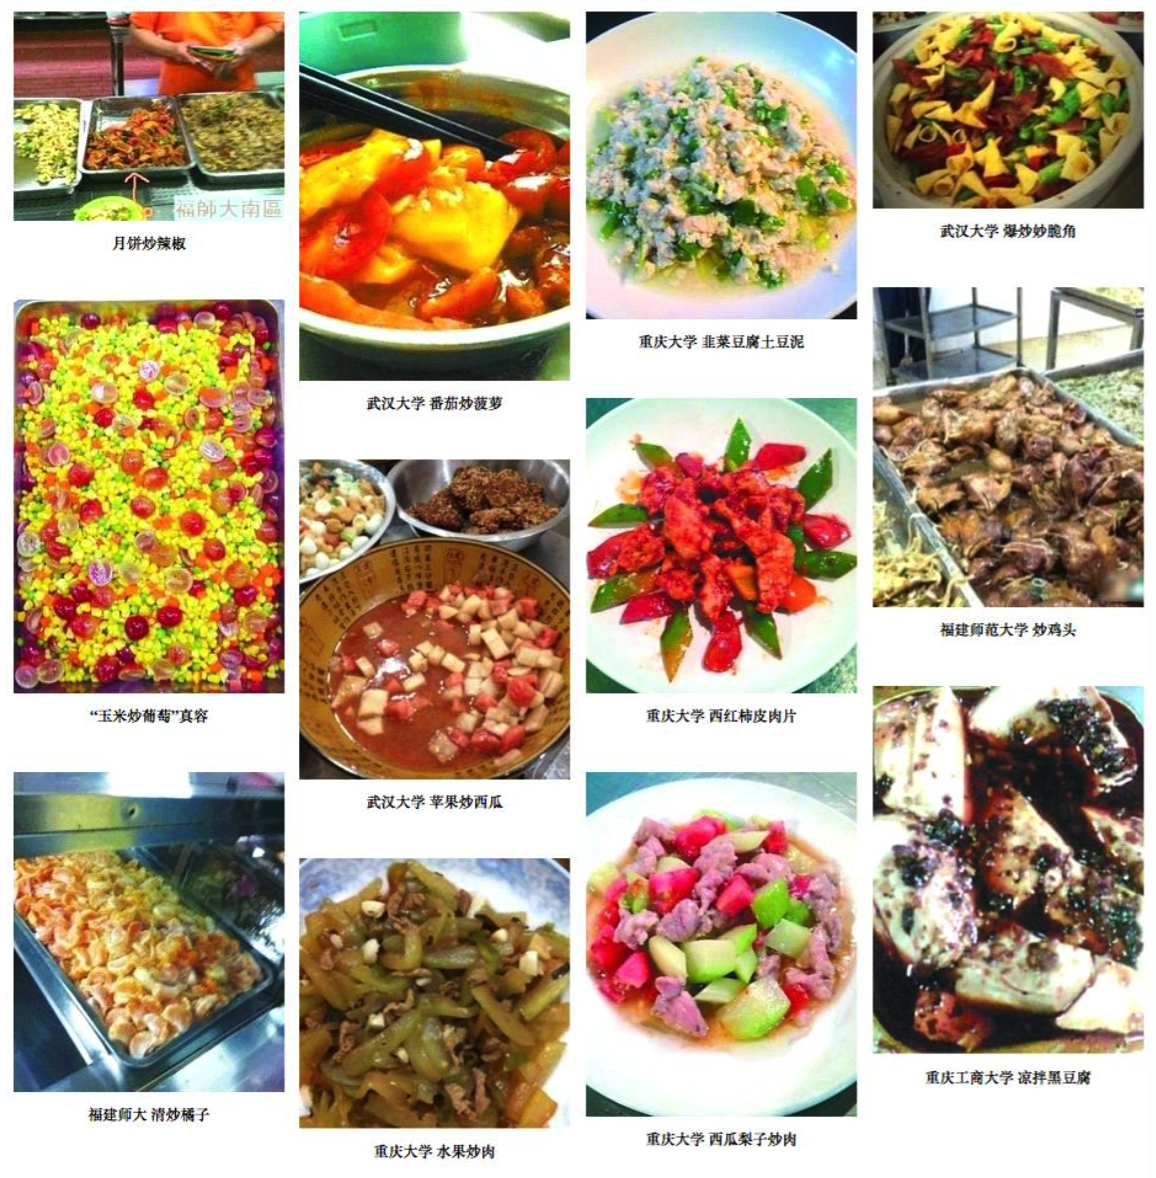 福師大南區
月饼炒辣椒
“玉米炒葡萄”真容
福建师大 清炒橘子
武汉大学 番茄炒菠萝
武汉大学 苹果炒西瓜
重庆大学 水果炒肉
重庆大学 韭菜豆腐土豆泥
重庆大学 西红柿皮肉片
重庆大学 西瓜梨子炒肉
武汉大学 爆炒妙脆角
福建师范大学 炒鸡头
重庆工商大学 凉拌黑豆腐